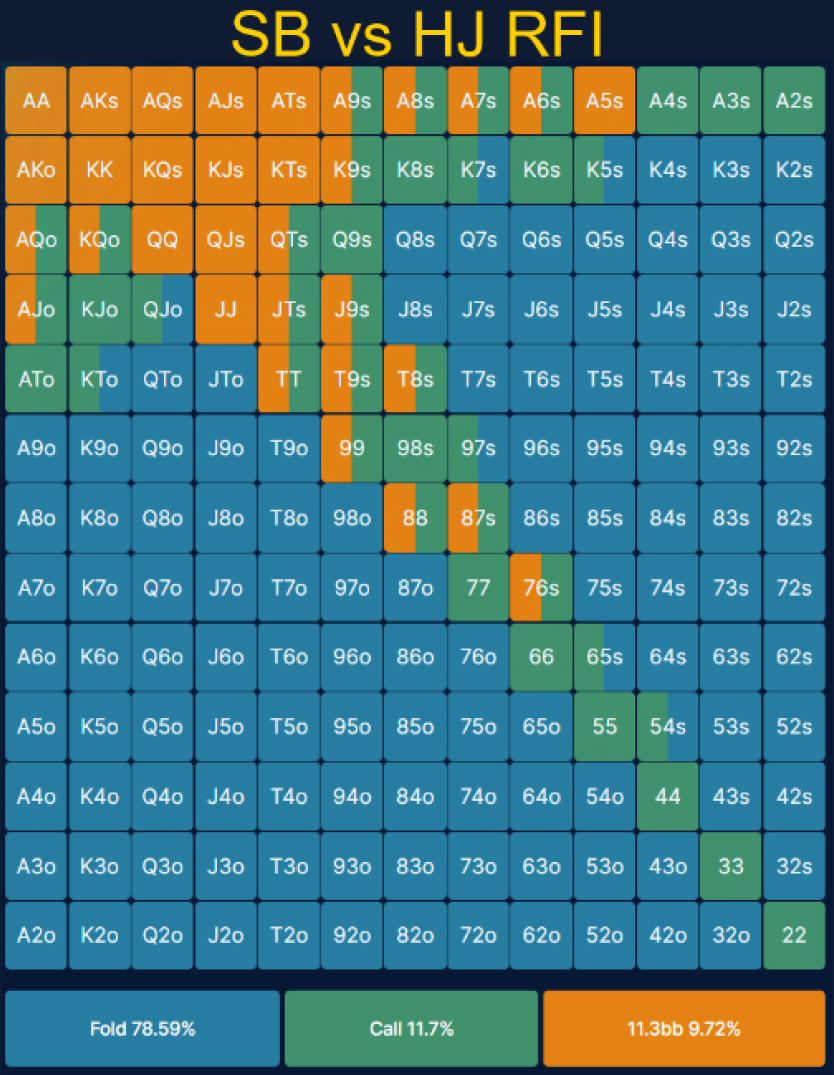 SB vs HJ RFI
AA AKs AQs AJs ATs A9s A8s A7s A6s A5s A4s A3s A2s
AKo KK KQs KJs KTs K9s K8s K7s K6s K5s K4s K3s K2s
AQo KQo QQ QJs QTs Q9s Q8s Q7s Q6s Q5s Q4s Q3s Q2s
AJo KJo QJo JJ JTs J9s J8s J7s J6s J5s J4s J3s J2s
ATo KTo QTo JTo TT T9s T8s T7s T6s T5s T4s T3s T2s
A9o K9o Q9o J9o T9o 99 98s 97s 96s 95s 94s 93s 92s
A8o K8o Q8o J8o T8o 98o 88 87s 86s 85s 84s 83s 82s
A7o K7o Q7o J7o T7o 97o 87o 77 76s 75s 74s 73s 72s
A6o K6o Q6o J6o T6o 96o 86o 76o 66 65s 64s 63s 62s
A5o K5o Q5o J5o T5o 95o 85o 75o 65o 55 54s 53s 52s
A4o K4o Q4o J4o T4o 94o 84o 74o 64o 54o 44 43s 42s
A3o K3o Q3o J3o T3o 93o 83o 73o 63o 53o 43o 33 32s
A2o K2o Q2o J2o T2o 92o 82o 72o 62o 52o 42o 32o 22
Fold 78.59% Call 11.7% 11.3bb 9.72%